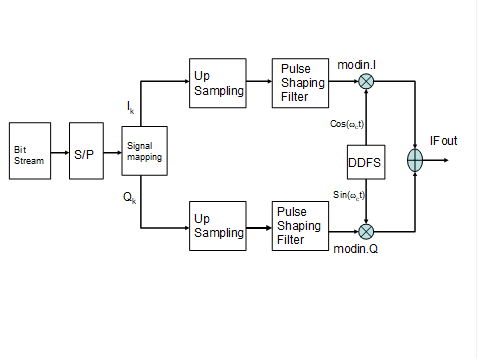 Bit
Stream
S/P
Signal
mapping
Ik
Qk
Up
Sampling
Pulse
Shaping
Filter
modin.I
Cos(ωct)
DDFS
Sin(ωct)
IFout
Up
Sampling
Pulse
Shaping
Filter
modin.Q